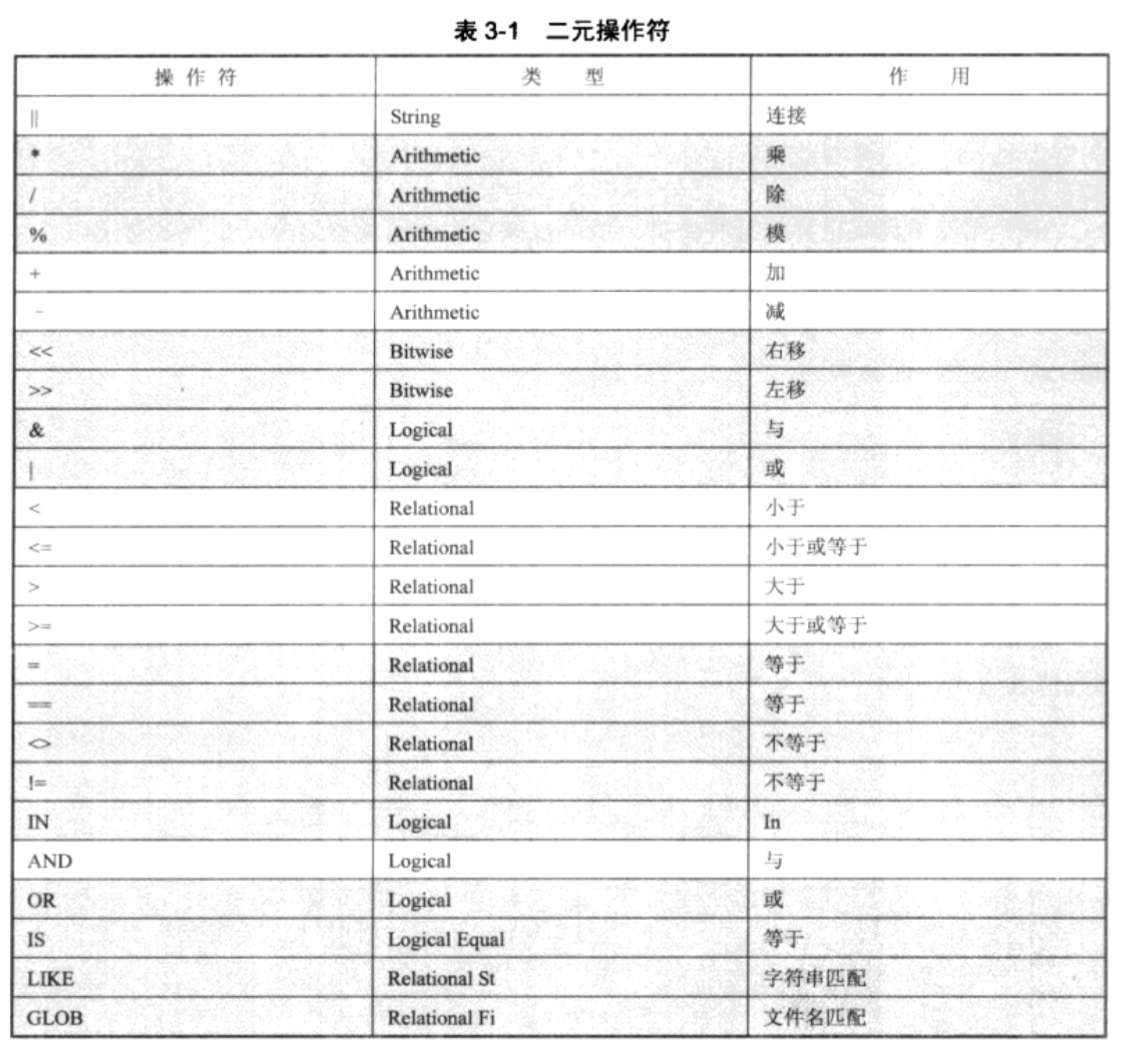 表 3-1 二元操作符
操作符 类型 作用
|| String 连接
* Arithmetic 乘
/ Arithmetic 除
% Arithmetic 模
+ Arithmetic 加
- Arithmetic 减
<< Bitwise 右移
>> Bitwise 左移
& Logical 与
| Logical 或
< Relational 小于
<= Relational 小于或等于
> Relational 大于
>= Relational 大于或等于
= Relational 等于
== Relational 等于
<> Relational 不等于
!= Relational 不等于
IN Logical In
AND Logical 与
OR Logical 或
IS Logical Equal 等于
LIKE Relational St 字符串匹配
GLOB Relational Fi 文件名匹配